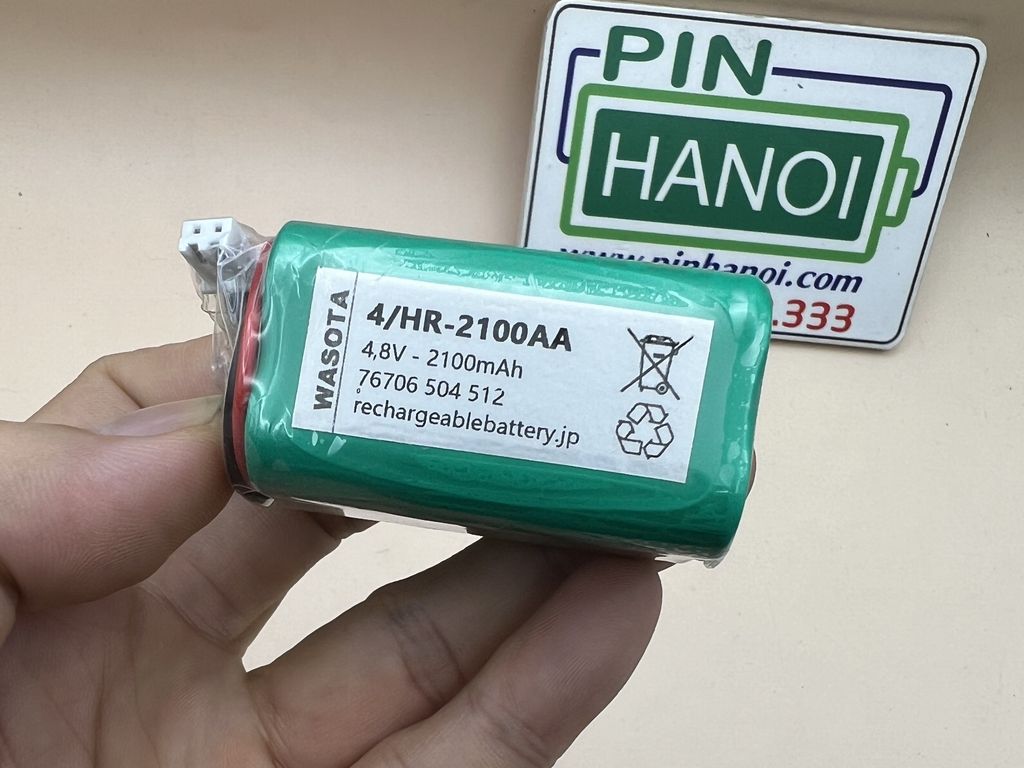 PIN
HANOI
www.pinhanoi.com
.333
WASOTA
4/HR-2100AA
4,8V - 2100mAh
76706 504 512
rechargeablebattery.jp